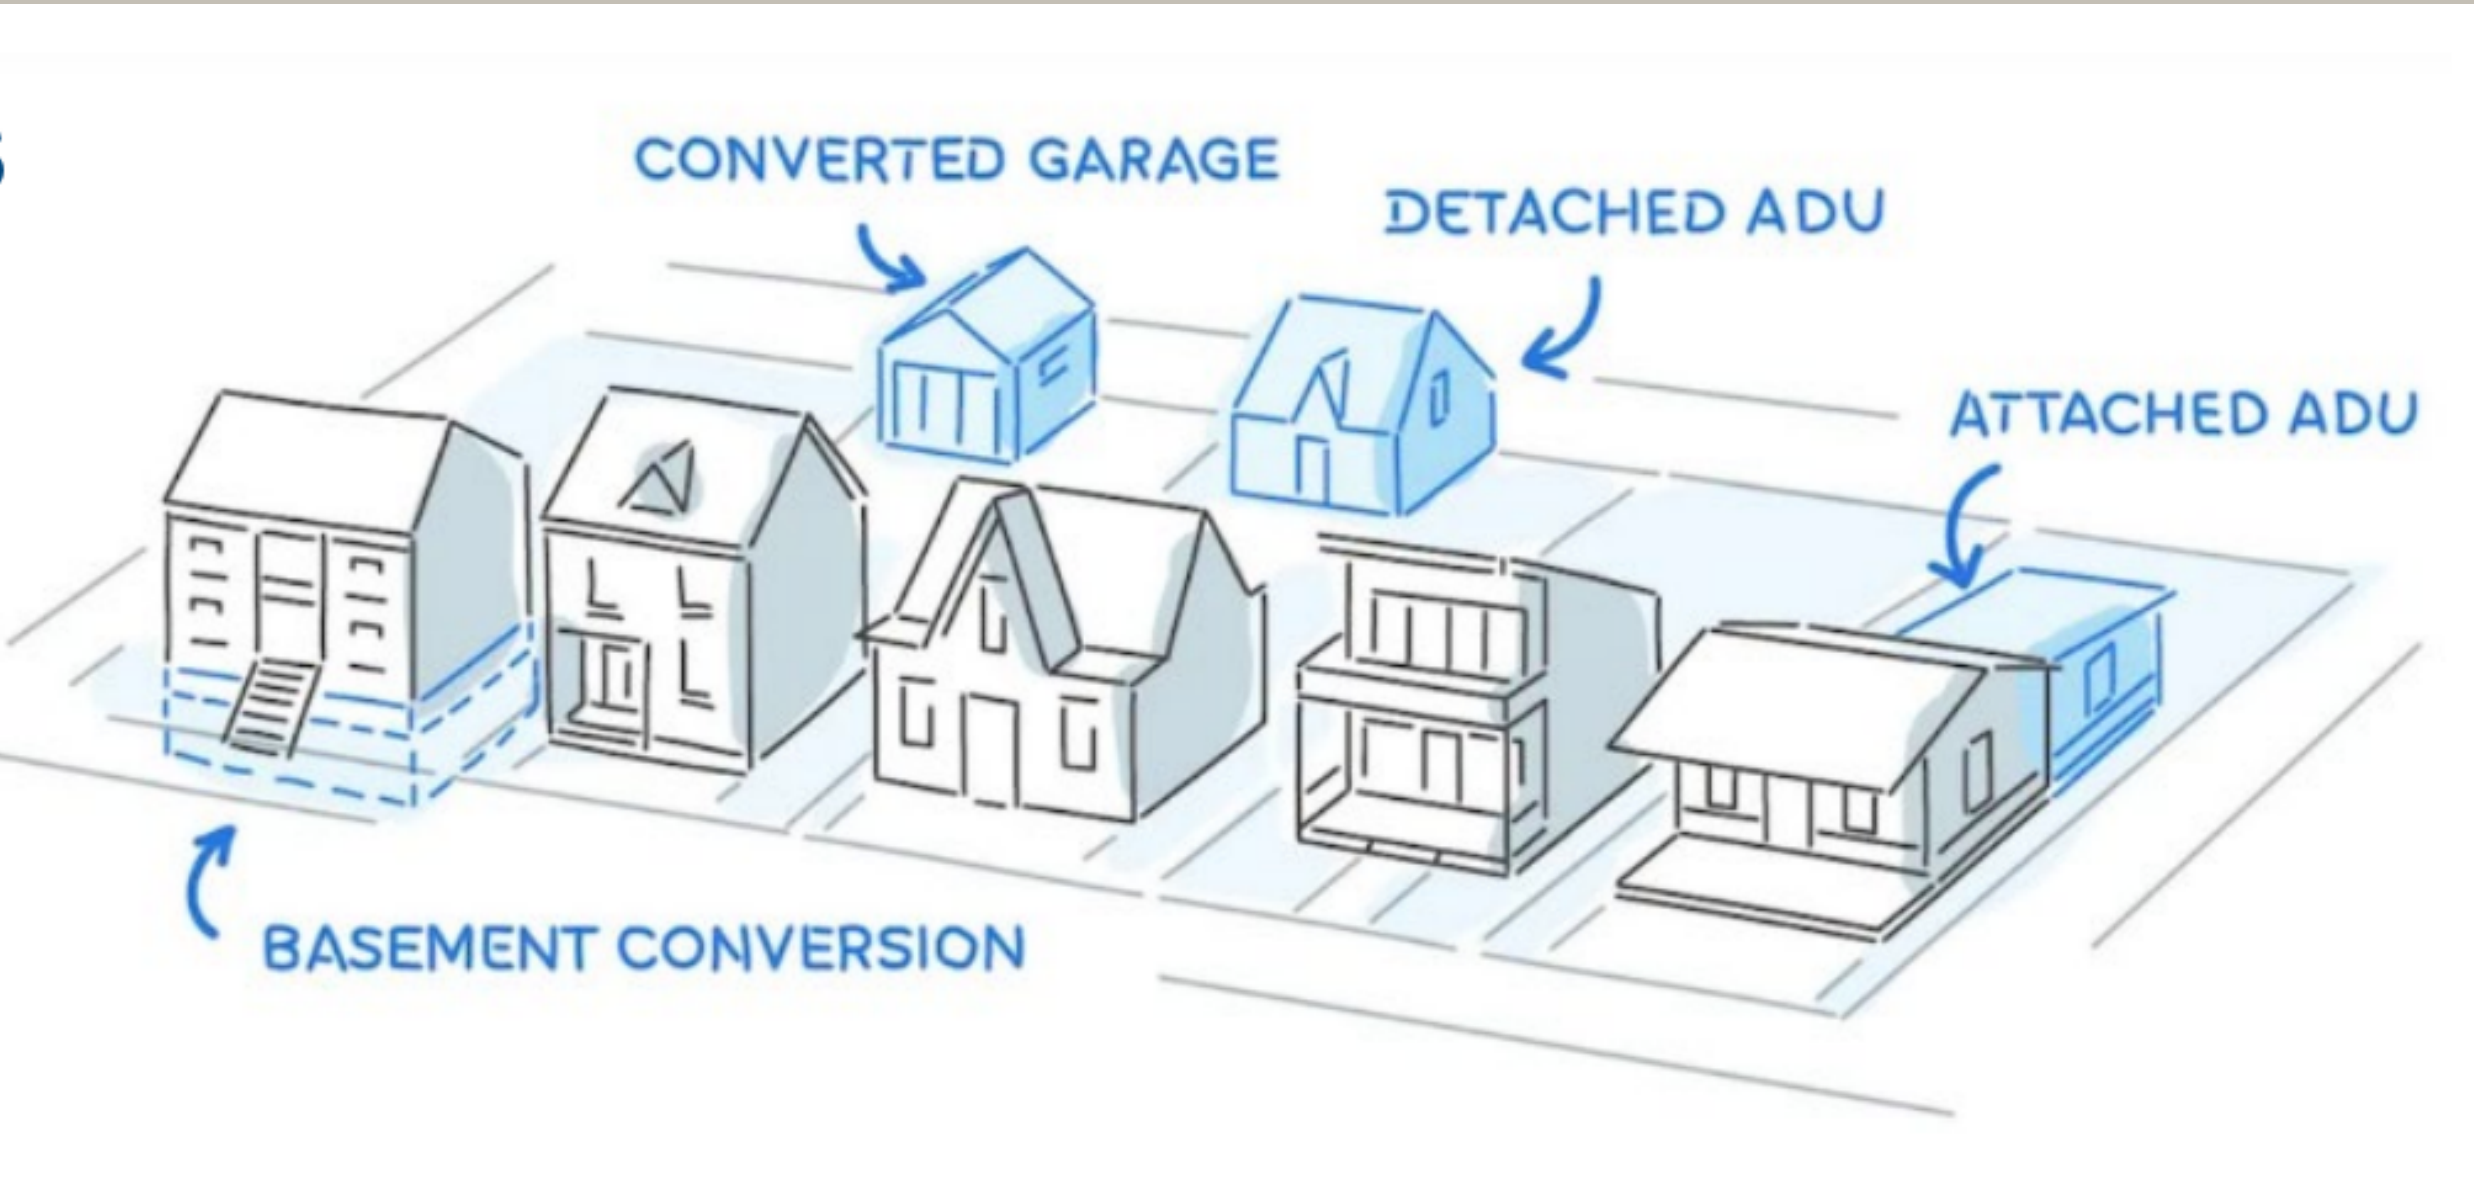 CONVERTED GARAGE
DETACHED ADU
ATTACHED ADU
BASEMENT CONVERSION